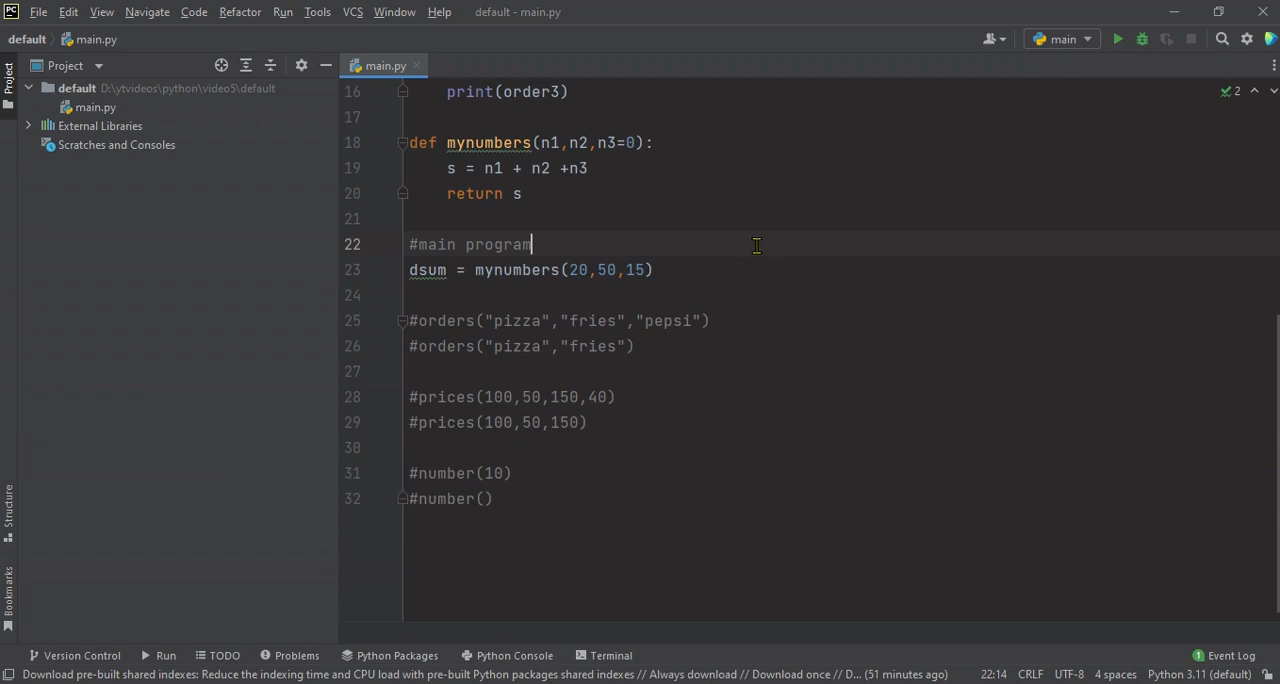 PC File Edit View Navigate Code Refactor Run Tools VCS Window Help default - main.py
default main.py main
Project main.py
default D:\ytvideos\python\video5\default
main.py
External Libraries
Scratches and Consoles
Project
Structure
Bookmarks
2
16 print(order3)
17
18 def mynumbers(n1,n2,n3=0):
19 s = n1 + n2 +n3
20 return s
21
22 #main program
23 dsum = mynumbers(20,50,15)
24
25 #orders("pizza","fries","pepsi")
26 #orders("pizza","fries")
27
28 #prices(100,50,150,40)
29 #prices(100,50,150)
30
31 #number(10)
32 #number()
Version Control Run TODO Problems Python Packages Python Console Terminal 1 Event Log
Download pre-built shared indexes: Reduce the indexing time and CPU load with pre-built Python packages shared indexes // Always download // Download once // D... (51 minutes ago) 22:14 CRLF UTF-8 4 spaces Python 3.11 (default)